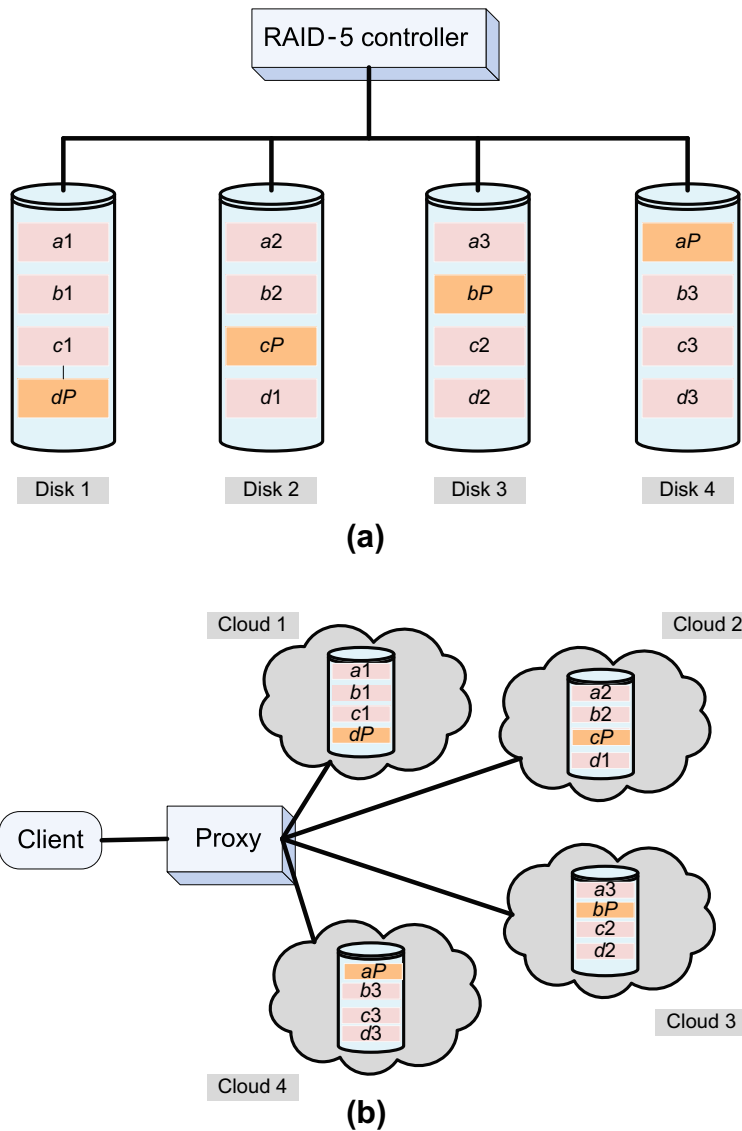 RAID-5 controller
a1
b1
c1
dP
Disk 1
a2
b2
cP
d1
Disk 2
a3
bP
c2
d2
Disk 3
aP
b3
c3
d3
Disk 4
(a)
Cloud 1
a1
b1
c1
dP
Cloud 2
a2
b2
cP
d1
Client
Proxy
a3
bP
c2
d2
Cloud 3
aP
b3
c3
d3
Cloud 4
(b)